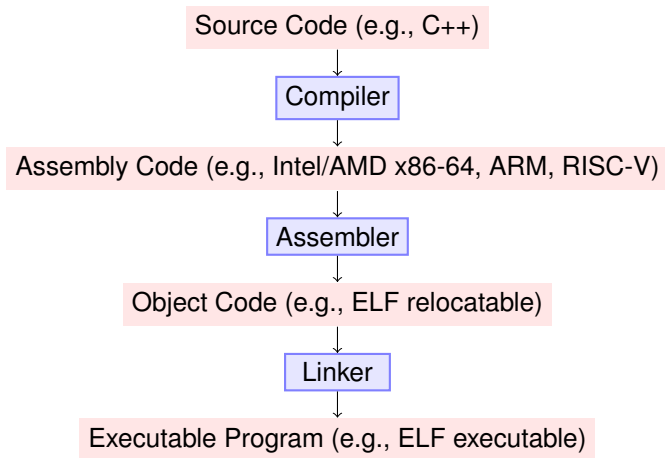 Source Code (e.g., C++)
Compiler
Assembly Code (e.g., Intel/AMD x86-64, ARM, RISC-V)
Assembler
Object Code (e.g., ELF relocatable)
Linker
Executable Program (e.g., ELF executable)